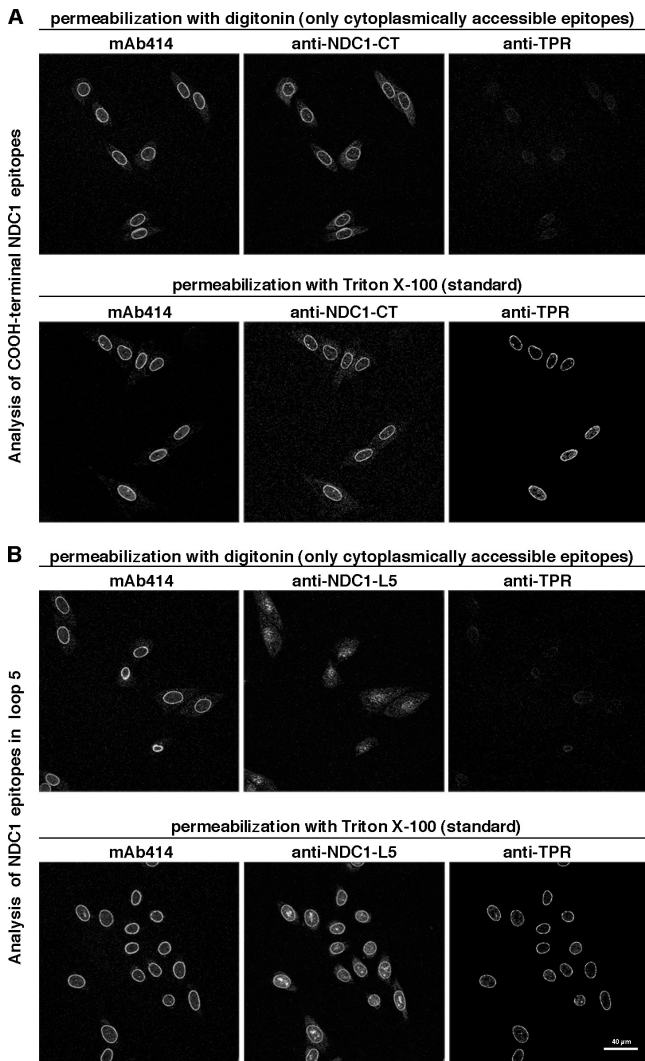 A
permeabilization with digitonin (only cytoplasmically accessible epitopes)
mAb414 anti-NDC1-CT anti-TPR
Analysis of COOH-terminal NDC1 epitopes
permeabilization with Triton X-100 (standard)
mAb414 anti-NDC1-CT anti-TPR
B
permeabilization with digitonin (only cytoplasmically accessible epitopes)
mAb414 anti-NDC1-L5 anti-TPR
Analysis of NDC1 epitopes in loop 5
permeabilization with Triton X-100 (standard)
mAb414 anti-NDC1-L5 anti-TPR
40 µm